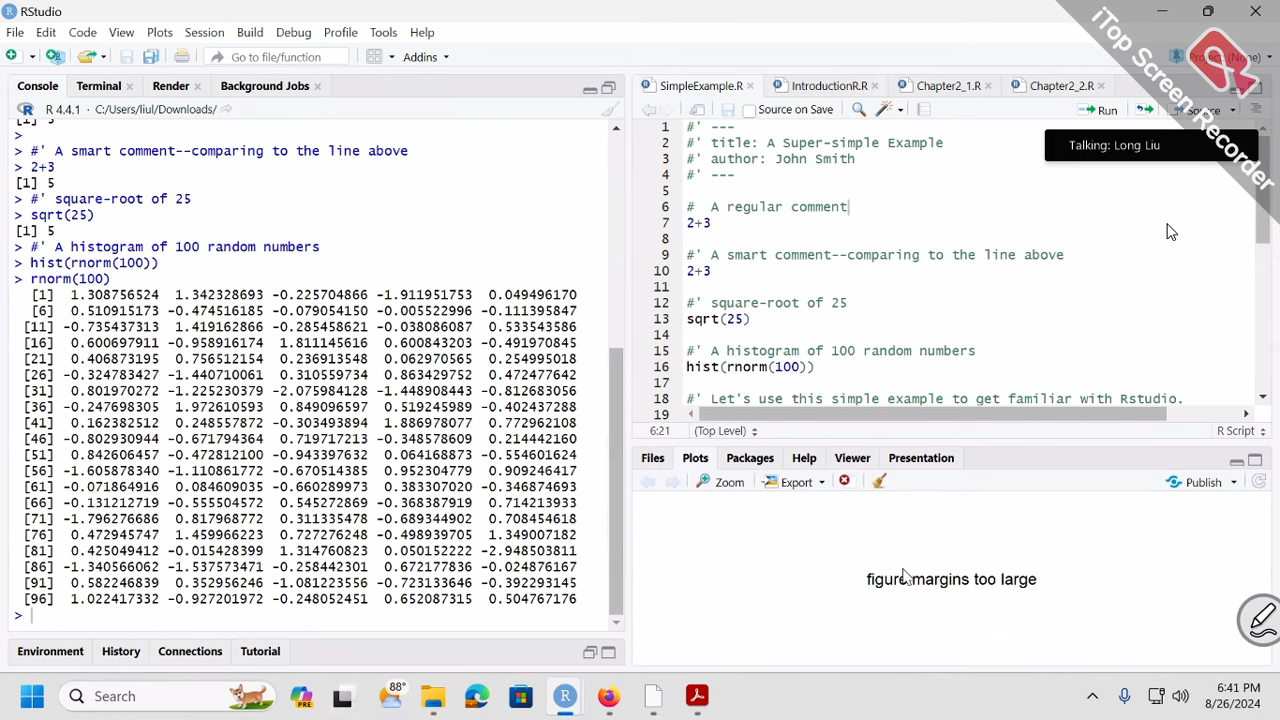 RStudio
File Edit Code View Plots Session Build Debug Profile Tools Help
Go to file/function
Addins
Console Terminal Render Background Jobs
R 4.4.1 · C:/Users/liul/Downloads/
>
> #' A smart comment--comparing to the line above
> 2+3
[1] 5
> #' square-root of 25
> sqrt(25)
[1] 5
> #' A histogram of 100 random numbers
> hist(rnorm(100))
> rnorm(100)
[1] 1.308756524 1.342328693 -0.225704866 -1.911951753 0.049496170
[6] 0.510915173 -0.474516185 -0.079054150 -0.005522996 -0.111395847
[11] -0.735437313 1.419162866 -0.285458621 -0.038086087 0.533543586
[16] 0.600697911 -0.958916174 1.811145616 0.600843203 -0.491970845
[21] 0.406873195 0.756512154 0.236913548 0.062970565 0.254995018
[26] -0.324783427 -1.440710061 0.310559734 0.863429752 0.472477642
[31] 0.801970272 -1.225230379 -2.075984128 -1.448908443 -0.812683056
[36] -0.247698305 1.972610593 0.849096597 0.519245989 -0.402437288
[41] 0.162382512 0.248557872 -0.303493894 1.886978077 0.772962108
[46] -0.802930944 -0.671794364 0.719717213 -0.348578609 0.214442160
[51] 0.842606457 -0.472812100 -0.943397632 0.064168873 -0.554601624
[56] -1.605878340 -1.110861772 -0.670514385 0.952304779 0.909246417
[61] -0.071864916 0.084609035 -0.660289973 0.383307020 -0.346874693
[66] -0.131212719 -0.555504572 0.545272869 -0.368387919 0.714213933
[71] -1.796276686 0.817968772 0.311335478 -0.689344902 0.708454618
[76] 0.472945747 1.459966223 0.727276248 -0.498939705 1.349007182
[81] 0.425049412 -0.015428399 1.314760823 0.050152222 -2.948503811
[86] -1.340566062 -1.537573471 -0.258442301 0.672177836 -0.024876167
[91] 0.582246839 0.352956246 -1.081223556 -0.723133646 -0.392293145
[96] 1.022417332 -0.927201972 -0.248052451 0.652087315 0.504767176
>
Environment History Connections Tutorial
SimpleExample.R IntroductionR.R Chapter2_1.R Chapter2_2.R
Source on Save Run Source
1 #' ---
2 #' title: A Super-simple Example
3 #' author: John Smith
4 #' ---
5
6 # A regular comment
7 2+3
8
9 #' A smart comment--comparing to the line above
10 2+3
11
12 #' square-root of 25
13 sqrt(25)
14
15 #' A histogram of 100 random numbers
16 hist(rnorm(100))
17
18 #' Let's use this simple example to get familiar with Rstudio.
19
6:21 (Top Level) R Script
Talking: Long Liu
iTop Screen Recorder
Files Plots Packages Help Viewer Presentation
Zoom Export Publish
figure margins too large
Search
PRE
88°
6:41 PM
8/26/2024